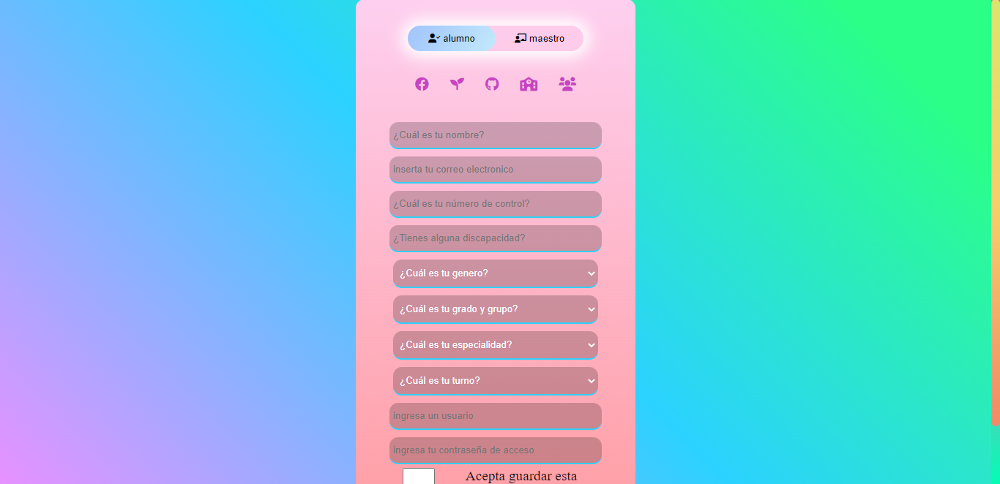 alumno maestro
¿Cuál es tu nombre?
inserta tu correo electronico
¿Cuál es tu número de control?
¿Tienes alguna discapacidad?
¿Cuál es tu genero?
¿Cuál es tu grado y grupo?
¿Cuál es tu especialidad?
¿Cuál es tu turno?
ingresa un usuario
ingresa tu contraseña de acceso
Acepta guardar esta